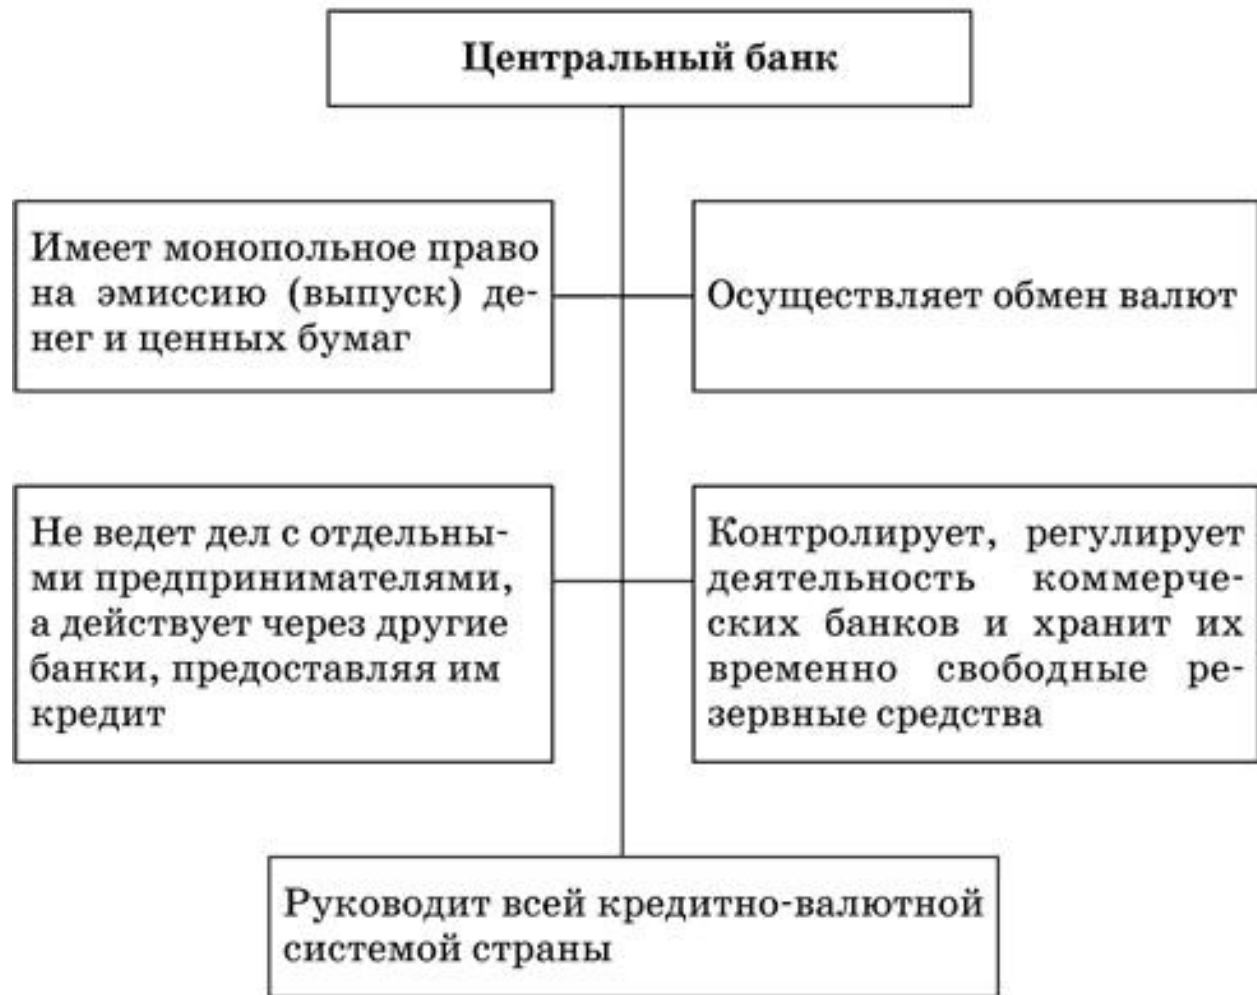 Центральный банк
Имеет монопольное право
на эмиссию (выпуск) де-
нег и ценных бумаг
Осуществляет обмен валют
Не ведет дел с отдельны-
ми предпринимателями,
а действует через другие
банки, предоставляя им
кредит
Контролирует, регулирует
деятельность коммерче-
ских банков и хранит их
временно свободные ре-
зервные средства
Руководит всей кредитно-валютной
системой страны